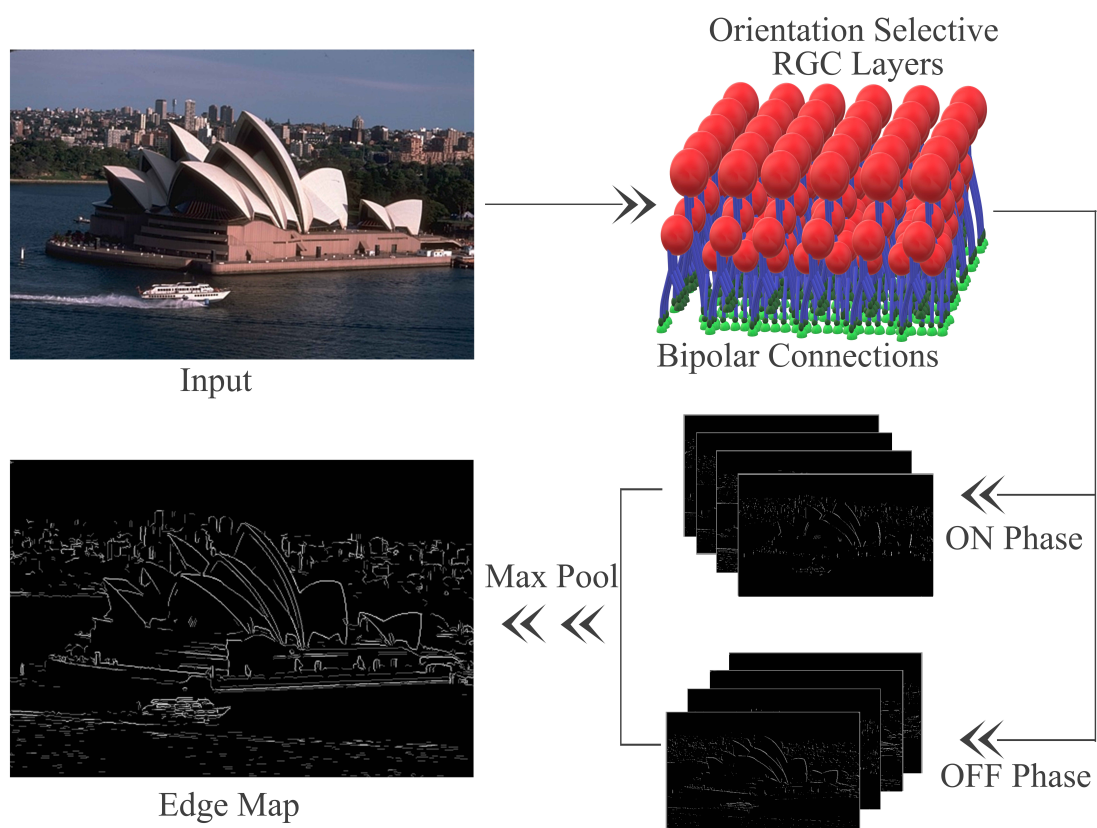 Orientation Selective
RGC Layers
Input
Bipolar Connections
ON Phase
Max Pool
OFF Phase
Edge Map